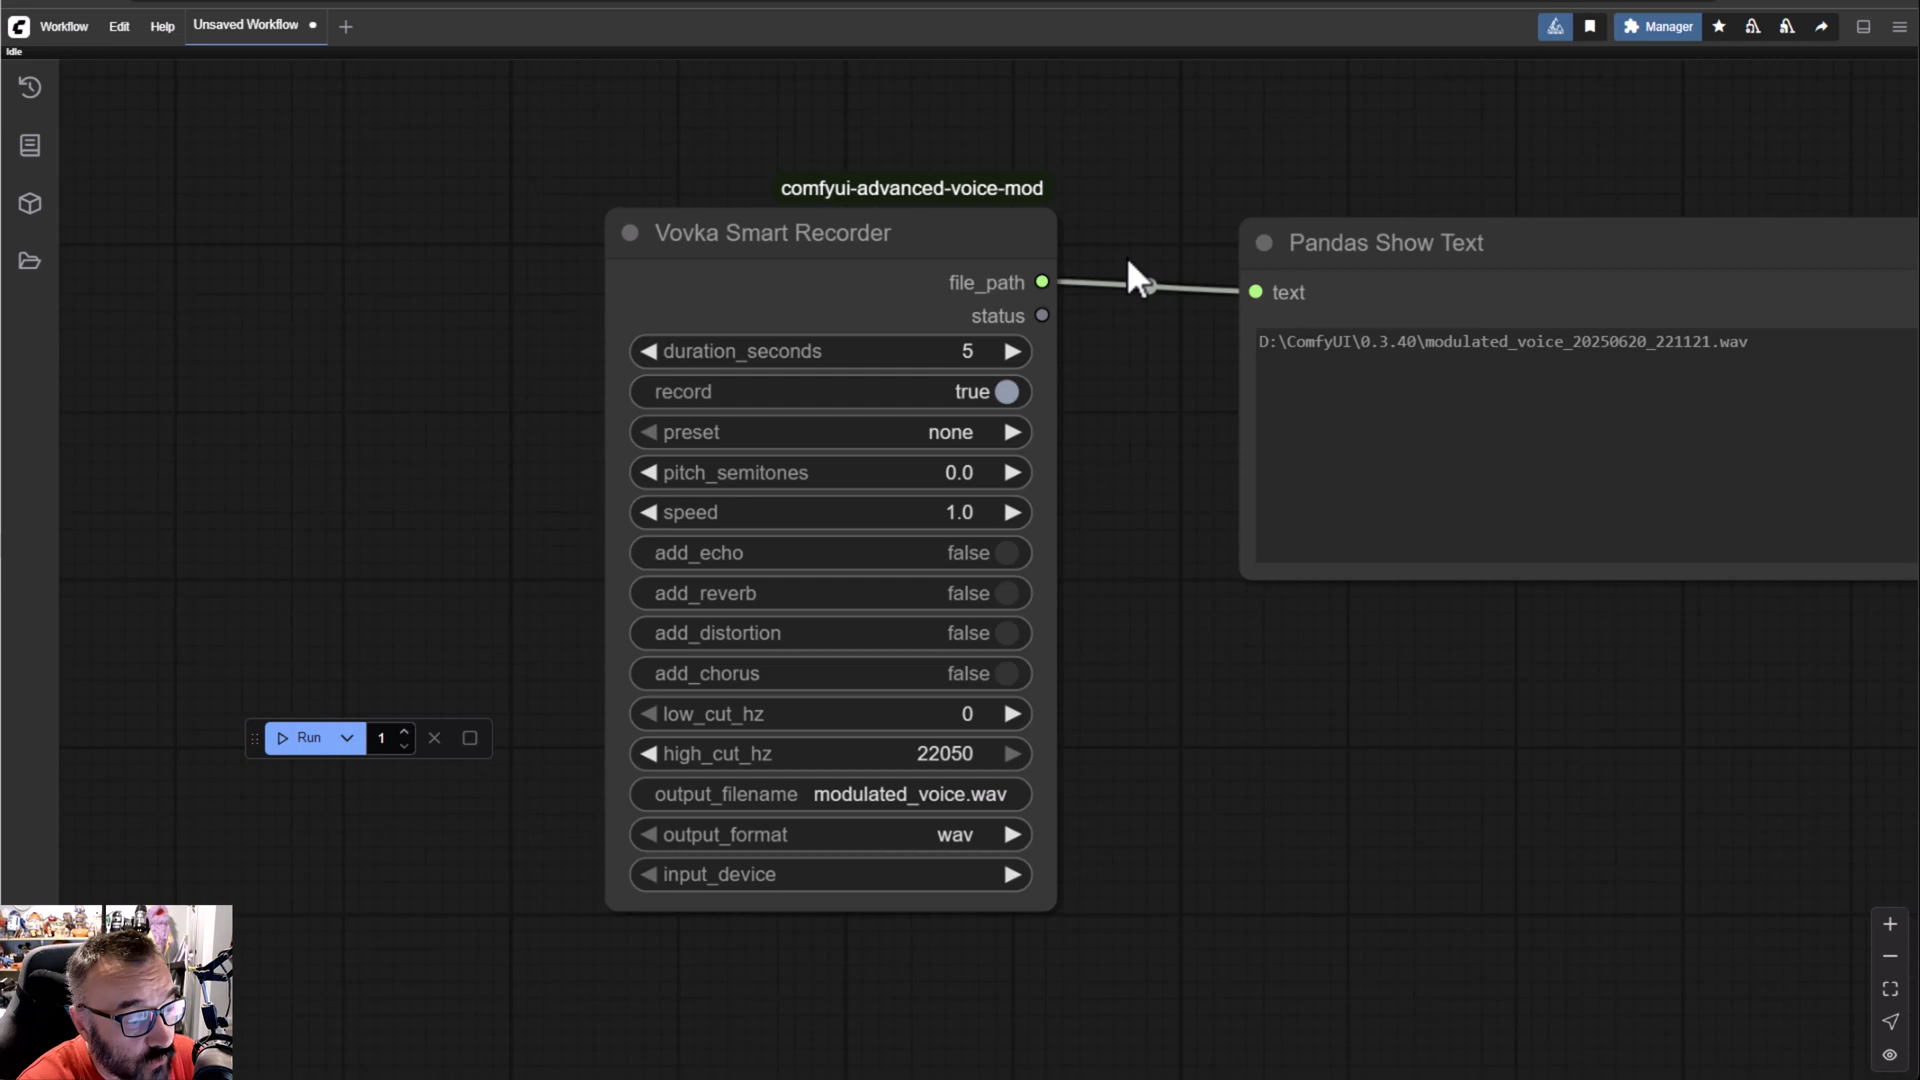 Workflow
Edit
Help
Unsaved Workflow
Manager
Idle
comfyui-advanced-voice-mod
Vovka Smart Recorder
file_path
status
duration_seconds 5
record true
preset none
pitch_semitones 0.0
speed 1.0
add_echo false
add_reverb false
add_distortion false
add_chorus false
low_cut_hz 0
high_cut_hz 22050
output_filename modulated_voice.wav
output_format wav
input_device
Pandas Show Text
text
D:\ComfyUI\0.3.40\modulated_voice_20250620_221121.wav
Run 1